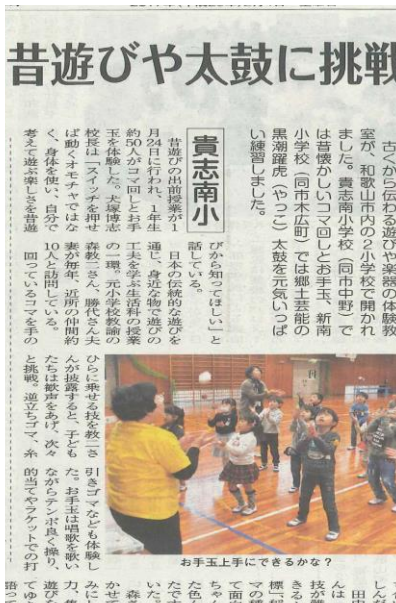 昔遊びや太鼓に挑戦
古くから伝わる遊びや楽器の体験教
室が、和歌山市内の2小学校で開かれ
ました。貴志南小学校（同市中野）で
は昔懐かしいコマ回しとお手玉、新南
小学校（同市木広町）では郷土芸能の
黒潮躍虎（やっこ）太鼓を元気いっぱ
い練習しました。
貴志南小
昔遊びの出前授業が1
月24日に行われ、1年生
約50人がコマ回しとお手
玉を体験した。犬塚博志
校長は「スイッチを押せ
ば動くオモチャではな
く、身体を使い、自分で
考えて遊ぶ楽しさを昔遊
びから知ってほしい」と
話している。
日本の伝統的な遊びを
通じ、身近な物で遊びの
工夫を学ぶ生活科の授業
の一環。元小学校教諭の
森教二さん、勝代さん夫
妻が毎年、近所の仲間約
10人と訪問している。
回っているコマを手の
ひらに乗せる技を教二さ
んが披露すると、子ども
たちは歓声をあげ、次々
と挑戦。逆立ちゴマ、糸
引きゴマなども体験し
た。お手玉は唱歌を歌い
ながらテンポ良く操り、
的当てやラケットでの打
お手玉上手にできるかな？